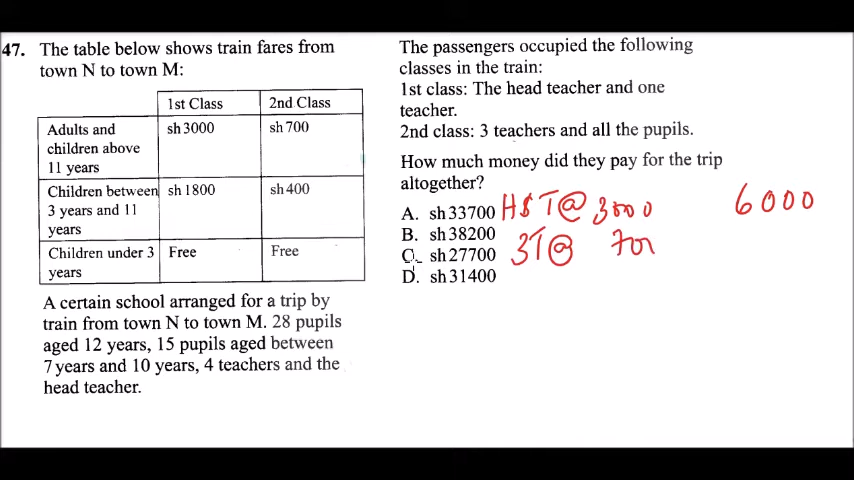 47. The table below shows train fares from
town N to town M:
1st Class 2nd Class
Adults and
children above
11 years
sh 3000 sh 700
Children between
3 years and 11
years
sh 1800 sh 400
Children under 3
years
Free Free
A certain school arranged for a trip by
train from town N to town M. 28 pupils
aged 12 years, 15 pupils aged between
7 years and 10 years, 4 teachers and the
head teacher.
The passengers occupied the following
classes in the train:
1st class: The head teacher and one
teacher.
2nd class: 3 teachers and all the pupils.
How much money did they pay for the trip
altogether?
A. sh 33700 H$ T@ 3000 6000
B. sh 38200
C. sh 27700 3T@ 700
D. sh 31400